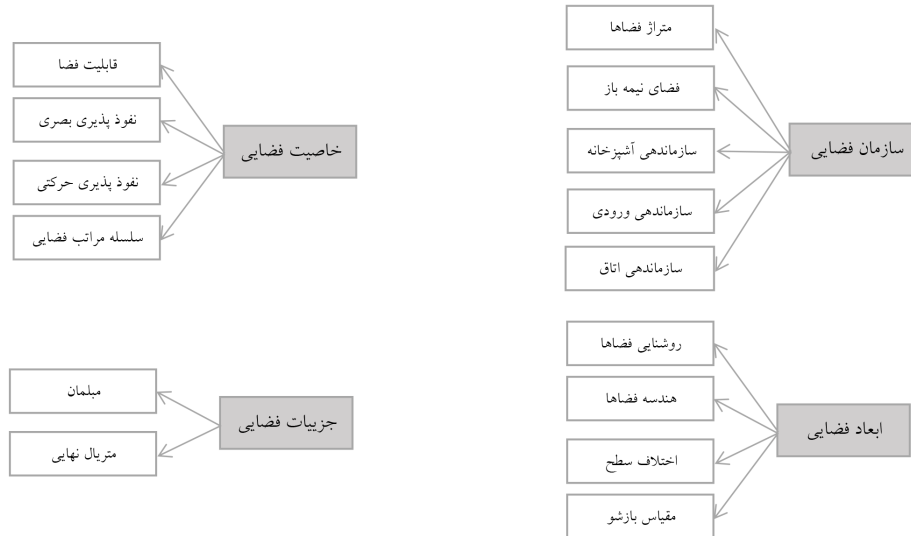 سازمان فضایی
متراژ فضاها
فضای نیمه باز
سازماندهی آشپزخانه
سازماندهی ورودی
سازماندهی اتاق
خاصیت فضایی
قابلیت فضا
نفوذ پذیری بصری
نفوذ پذیری حرکتی
سلسله مراتب فضایی
ابعاد فضایی
روشنایی فضاها
هندسه فضاها
اختلاف سطح
مقیاس بازشو
جزییات فضایی
مبلمان
متریال نهایی